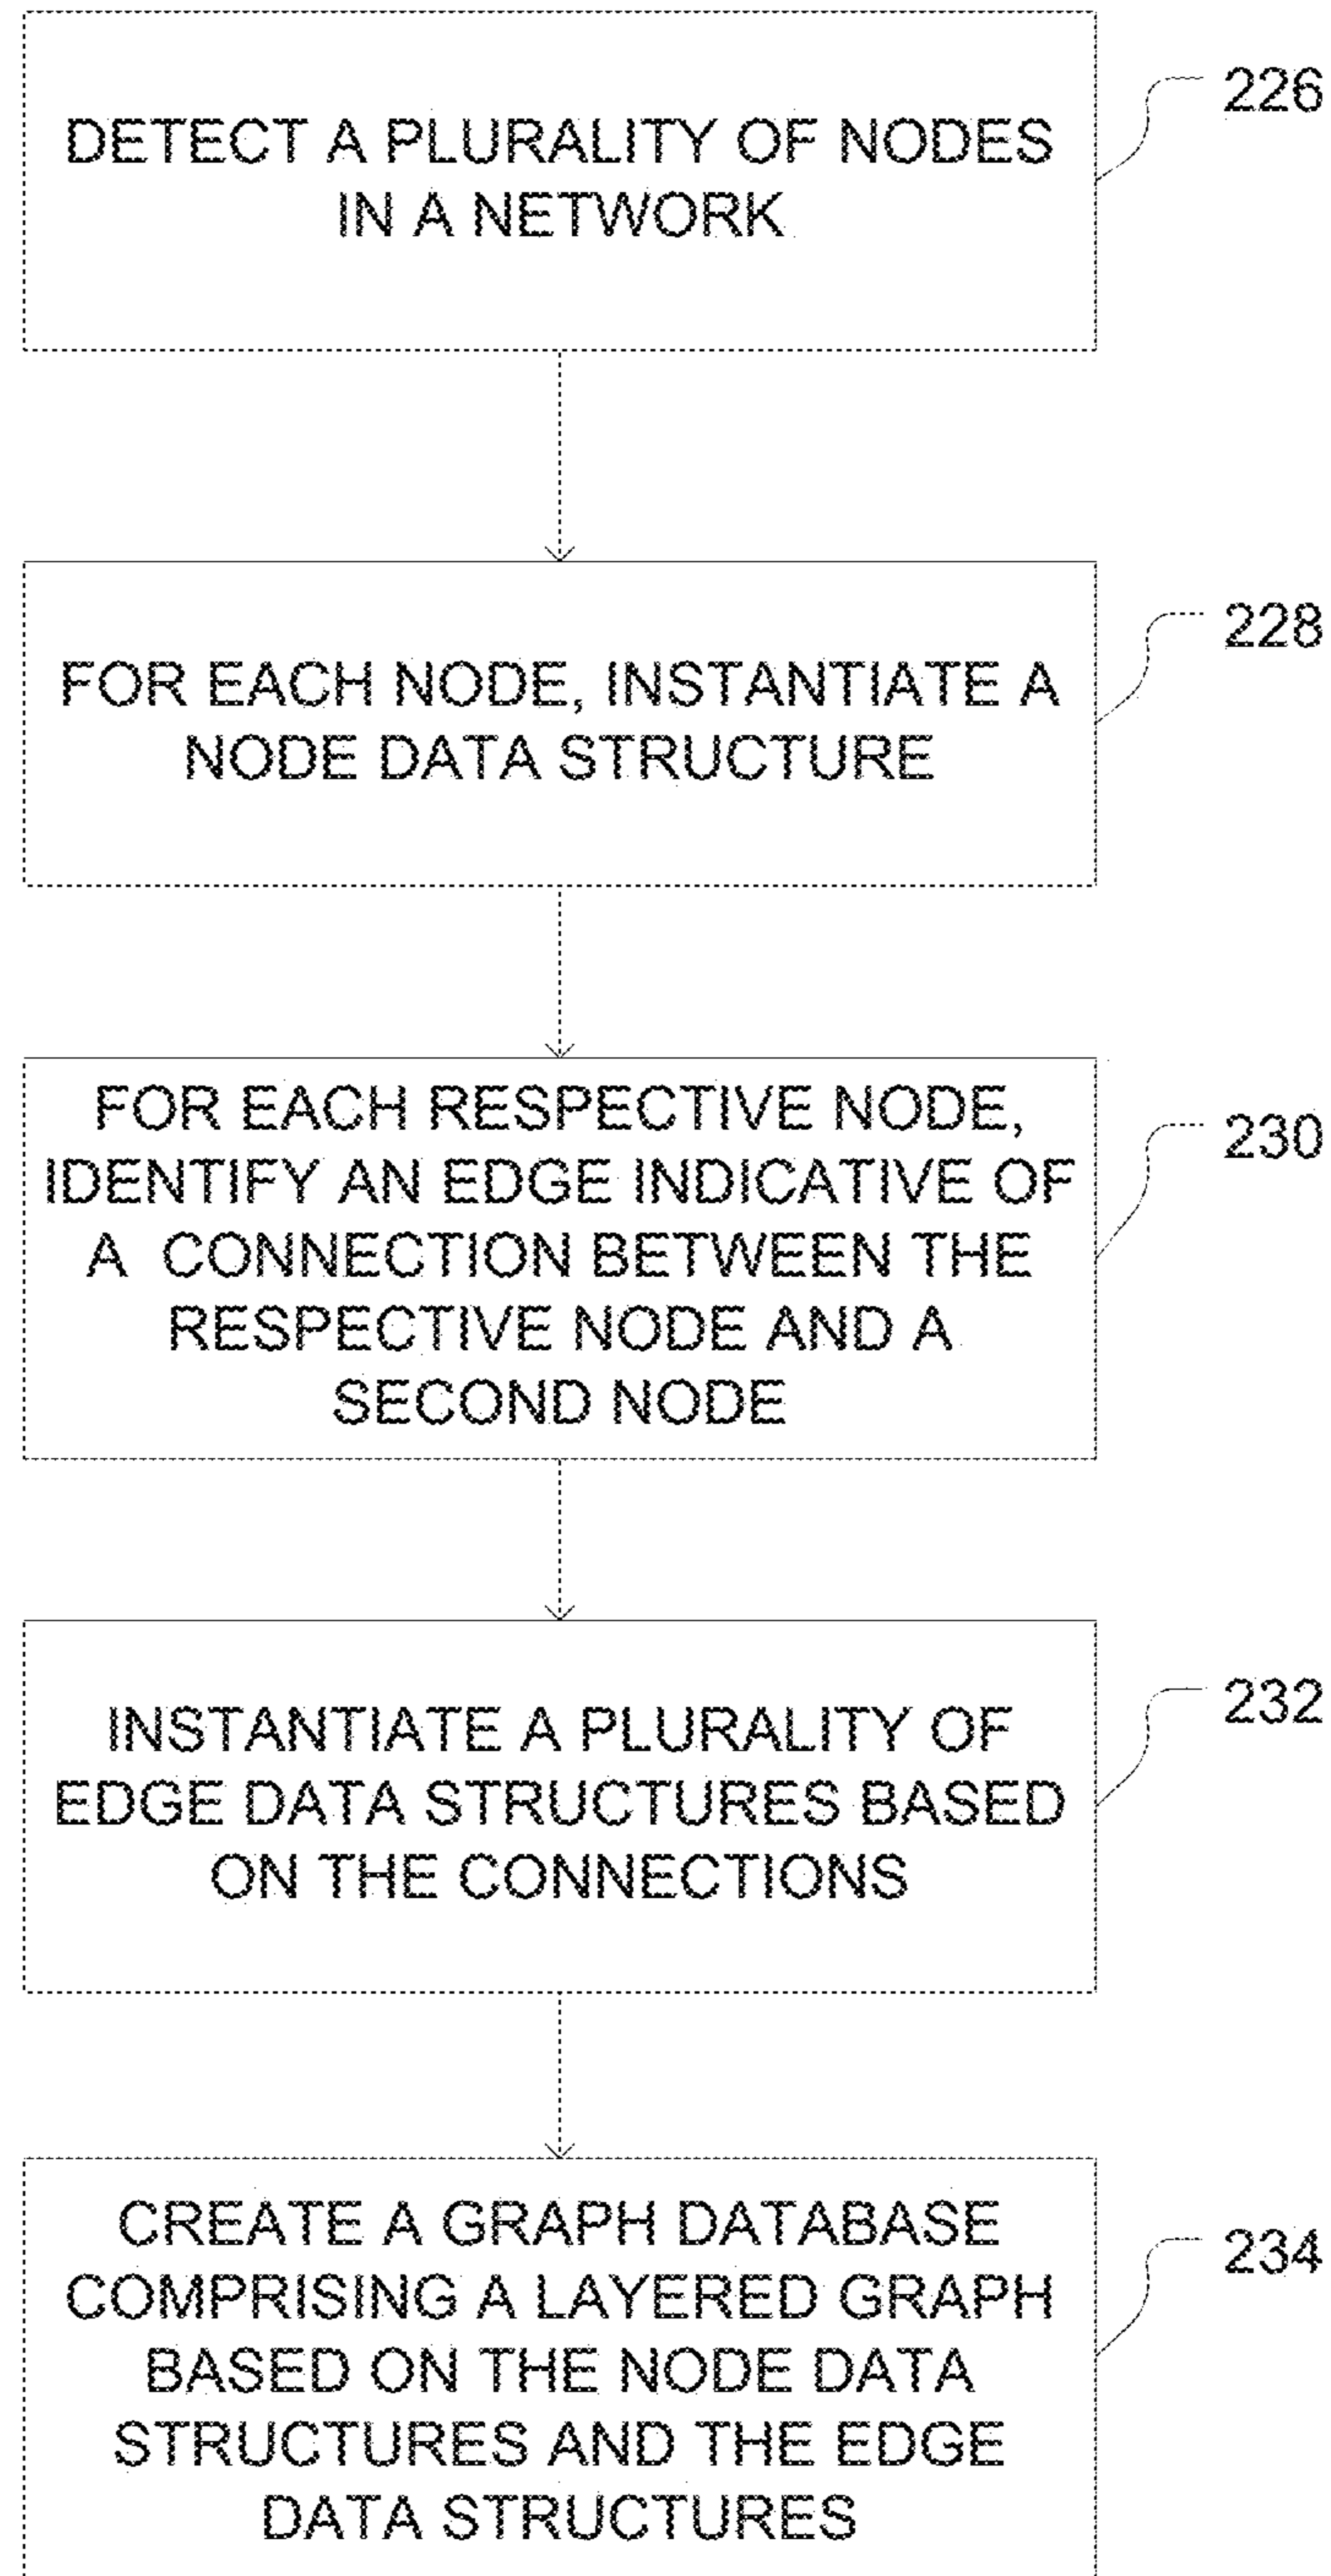 DETECT A PLURALITY OF NODES
IN A NETWORK
226
FOR EACH NODE, INSTANTIATE A
NODE DATA STRUCTURE
228
FOR EACH RESPECTIVE NODE,
IDENTIFY AN EDGE INDICATIVE OF
A CONNECTION BETWEEN THE
RESPECTIVE NODE AND A
SECOND NODE
230
INSTANTIATE A PLURALITY OF
EDGE DATA STRUCTURES BASED
ON THE CONNECTIONS
232
CREATE A GRAPH DATABASE
COMPRISING A LAYERED GRAPH
BASED ON THE NODE DATA
STRUCTURES AND THE EDGE
DATA STRUCTURES
234